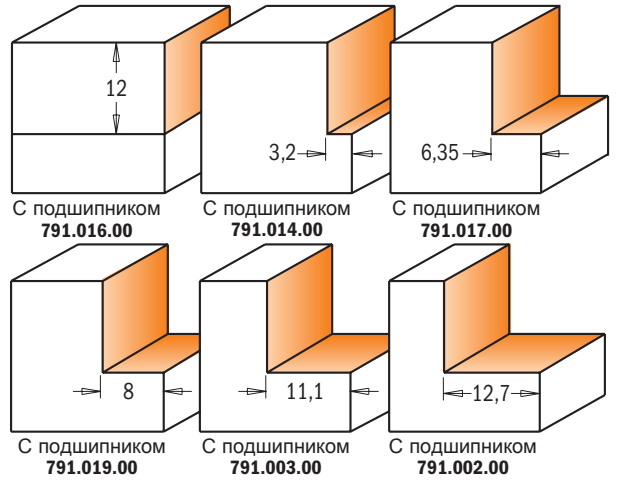 12
3,2
6,35
С подшипником
791.016.00
С подшипником
791.014.00
С подшипником
791.017.00
8
11,1
12,7
С подшипником
791.019.00
С подшипником
791.003.00
С подшипником
791.002.00